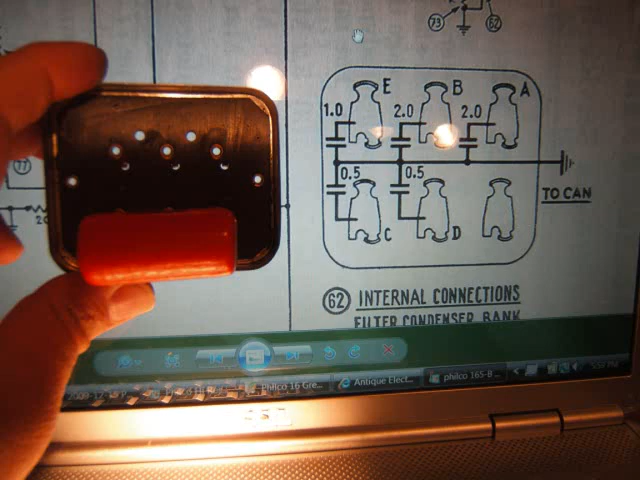 73
62
E
B
A
1.0
2.0
2.0
77
0.5
0.5
TO CAN
C
D
62 INTERNAL CONNECTIONS
FILTER CONDENSER BANK
Philco 16 Gre...
Antique Elect...
philco 165-B...